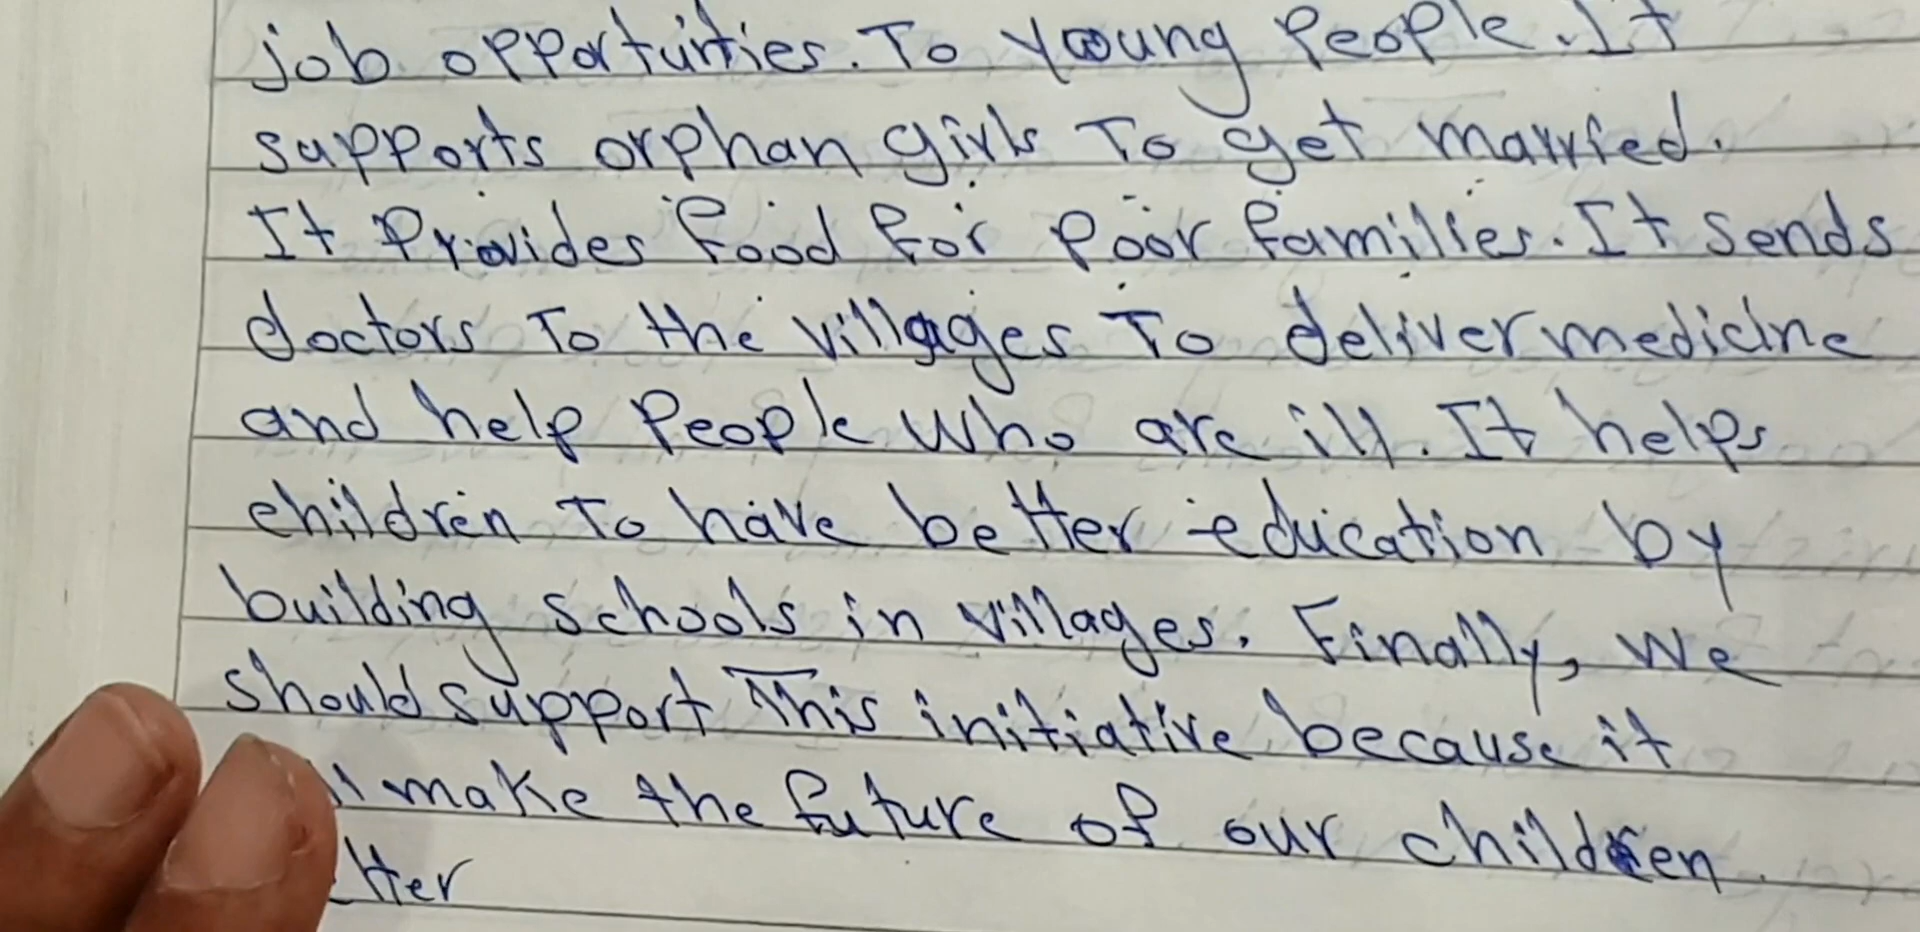 job opportuinties. To young People. It
supports orphan girls To get married.
It Provides food for Poor families. It sends
doctors To the villages To deliver medicine
and help People who are ill. It helps
children To have better education by
building schools in villages. Finally, we
should support This initiative because it
make the future of our children